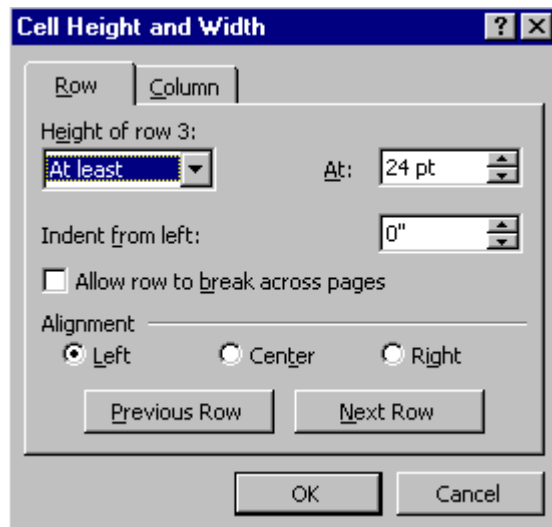 Cell Height and Width
Row Column
Height of row 3:
At least At: 24 pt
Indent from left: 0"
Allow row to break across pages
Alignment
Left Center Right
Previous Row Next Row
OK Cancel